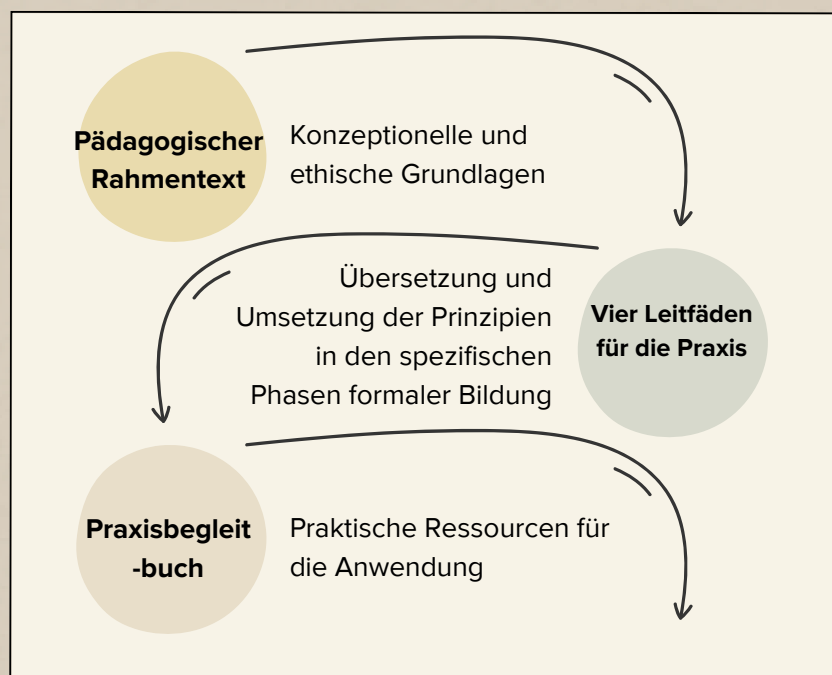 Pädagogischer
Rahmentext
Konzeptionelle und
ethische Grundlagen
Übersetzung und
Umsetzung der Prinzipien
in den spezifischen
Phasen formaler Bildung
Vier Leitfäden
für die Praxis
Praxisbegleit
-buch
Praktische Ressourcen für
die Anwendung